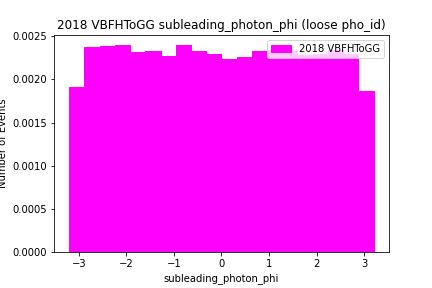 2018 VBFHToGG subleading_photon_phi (loose pho_id)
2018 VBFHToGG
0.0025
0.0020
0.0015
0.0010
0.0005
0.0000
Number of Events
−3 −2 −1 0 1 2 3
subleading_photon_phi